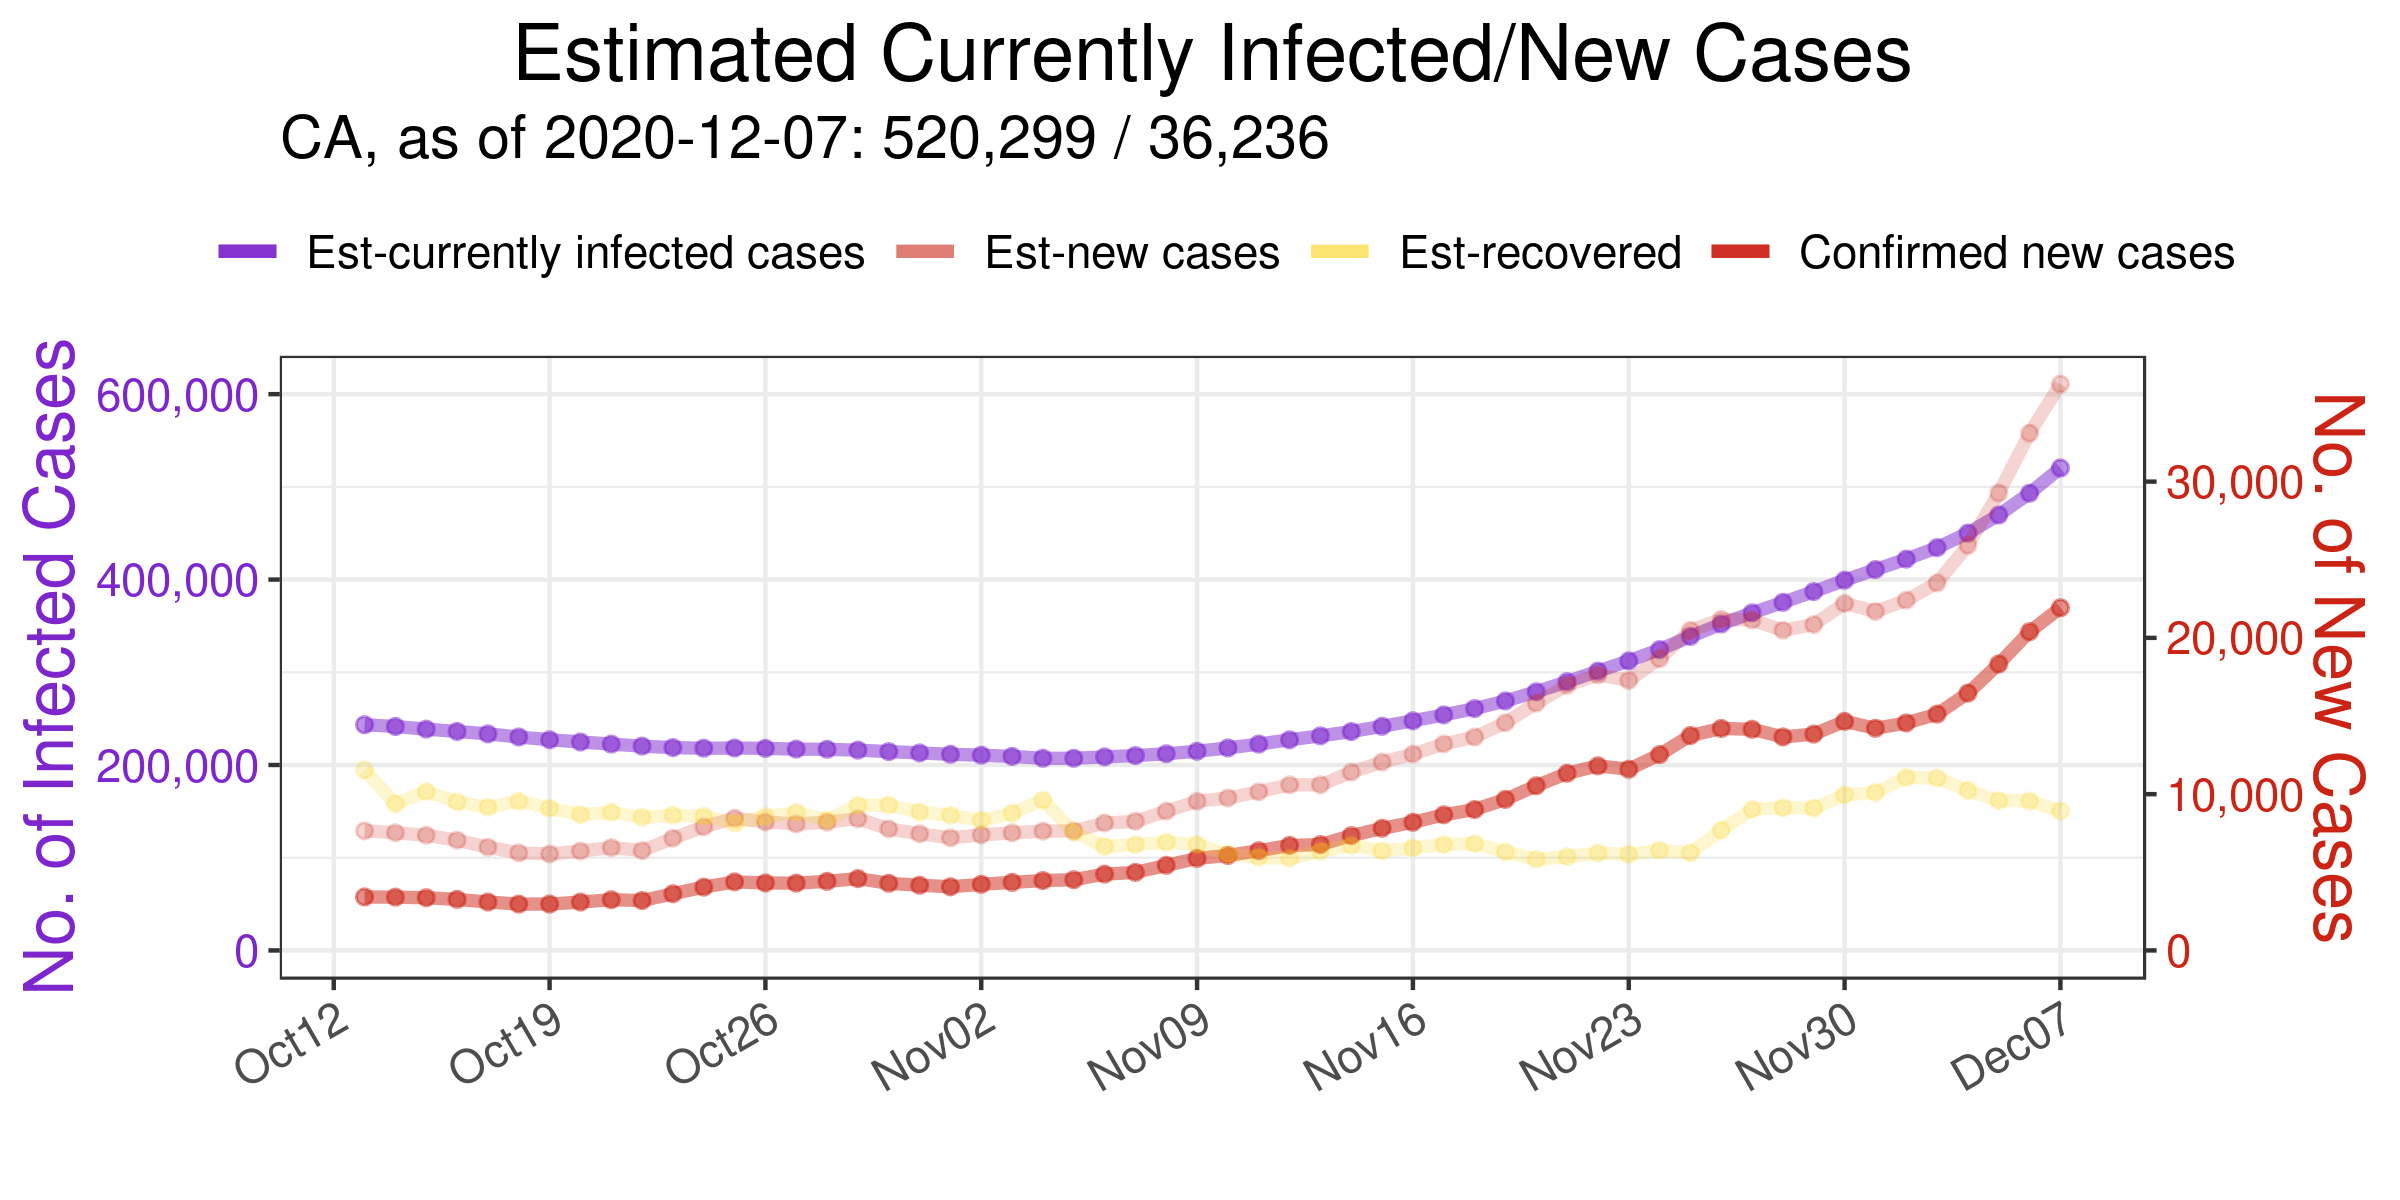 Estimated Currently Infected/New Cases
CA, as of 2020-12-07: 520,299 / 36,236
Est-currently infected cases Est-new cases Est-recovered Confirmed new cases
No. of Infected Cases
600,000
400,000
200,000
0
30,000
20,000
10,000
0
No. of New Cases
Oct12 Oct19 Oct26 Nov02 Nov09 Nov16 Nov23 Nov30 Dec07